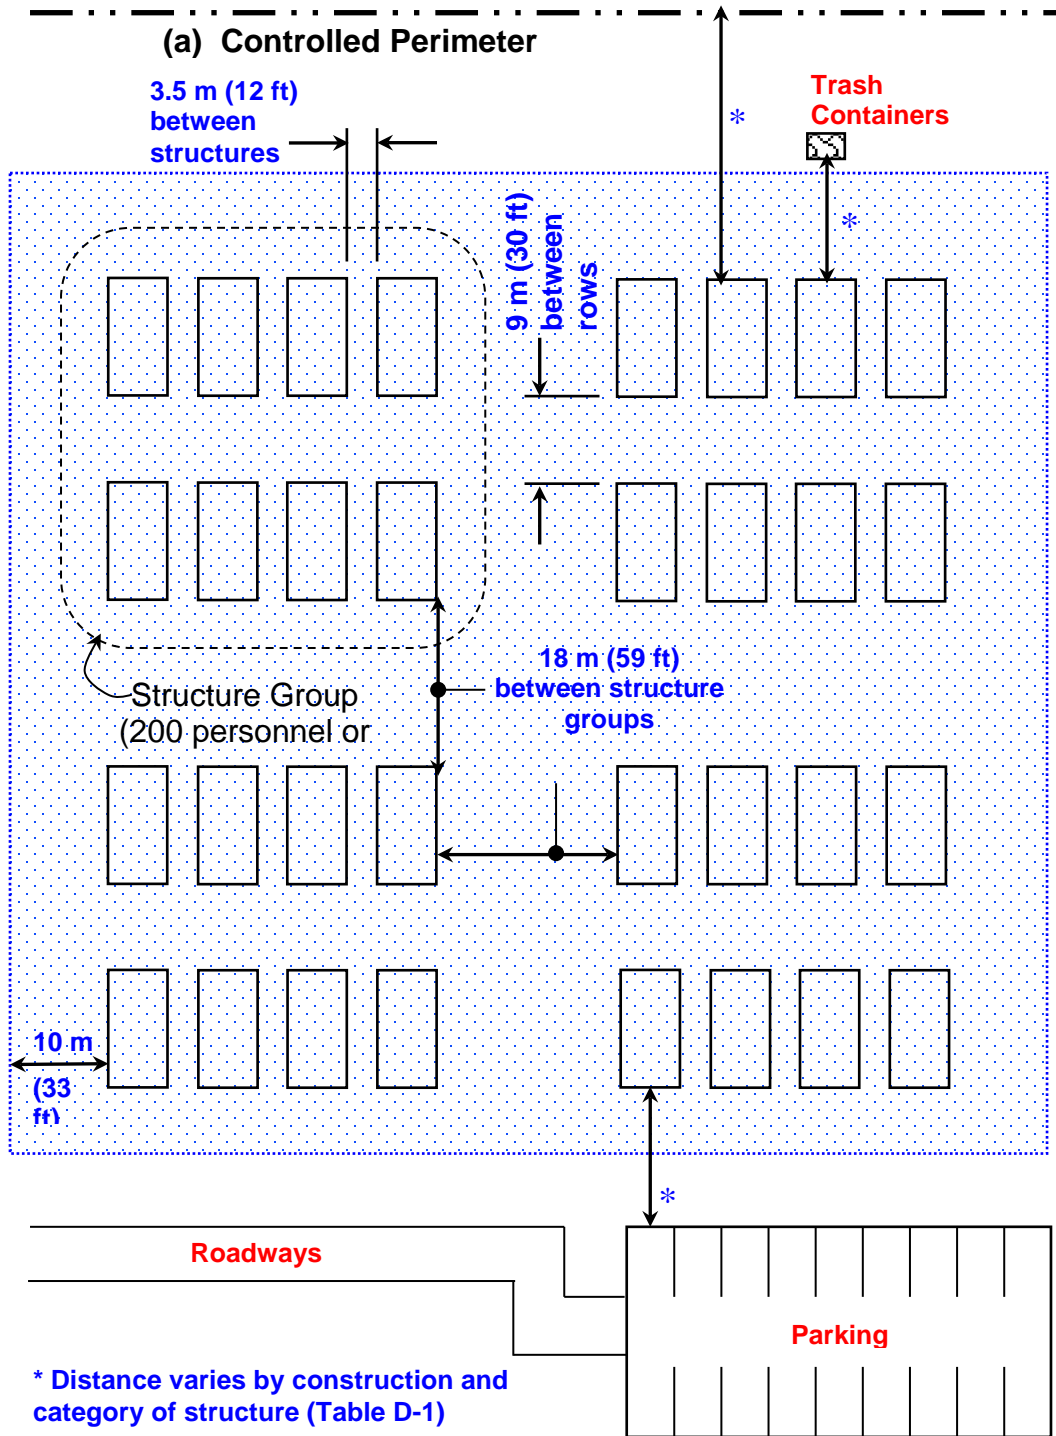 (a) Controlled Perimeter
3.5 m (12 ft)
between
structures
Trash
Containers
*
*
9 m (30 ft)
between
rows
18 m (59 ft)
between structure
groups
Structure Group
(200 personnel or
10 m
(33
ft)
*
Roadways
Parking
* Distance varies by construction and
category of structure (Table D-1)